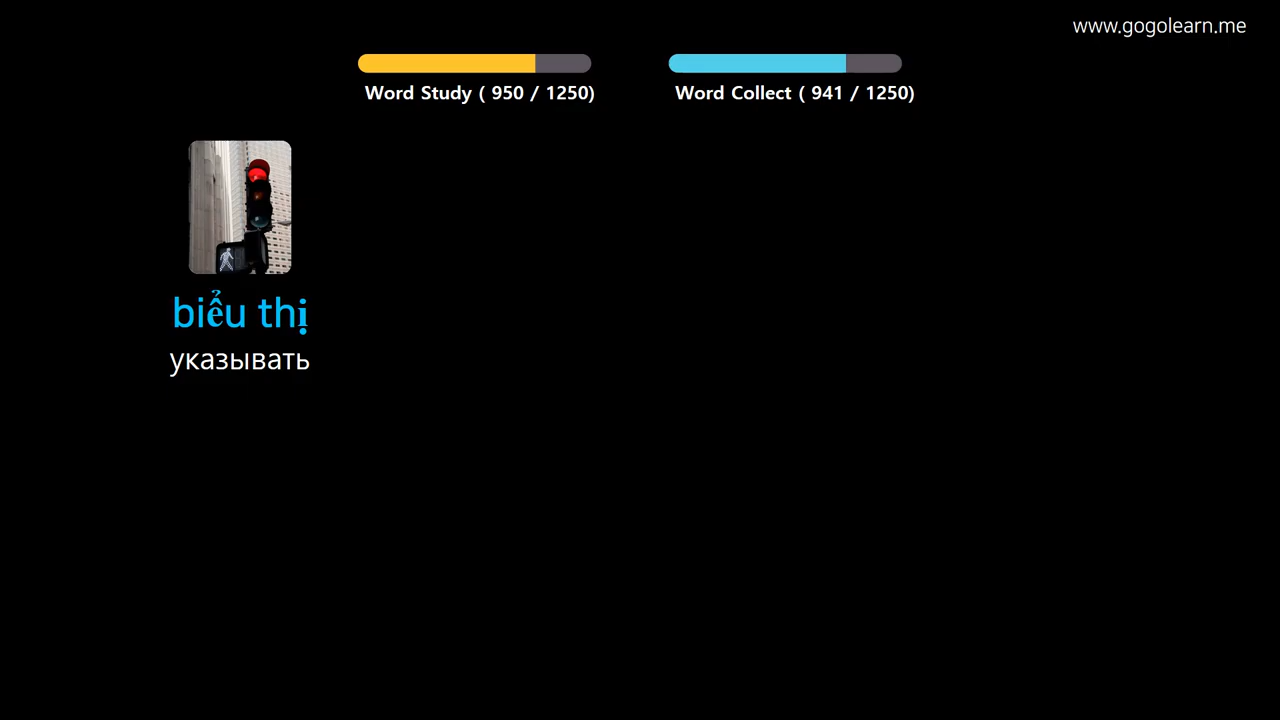 www.gogolearn.me
Word Study ( 950 / 1250)
Word Collect ( 941 / 1250)
biểu thị
указывать